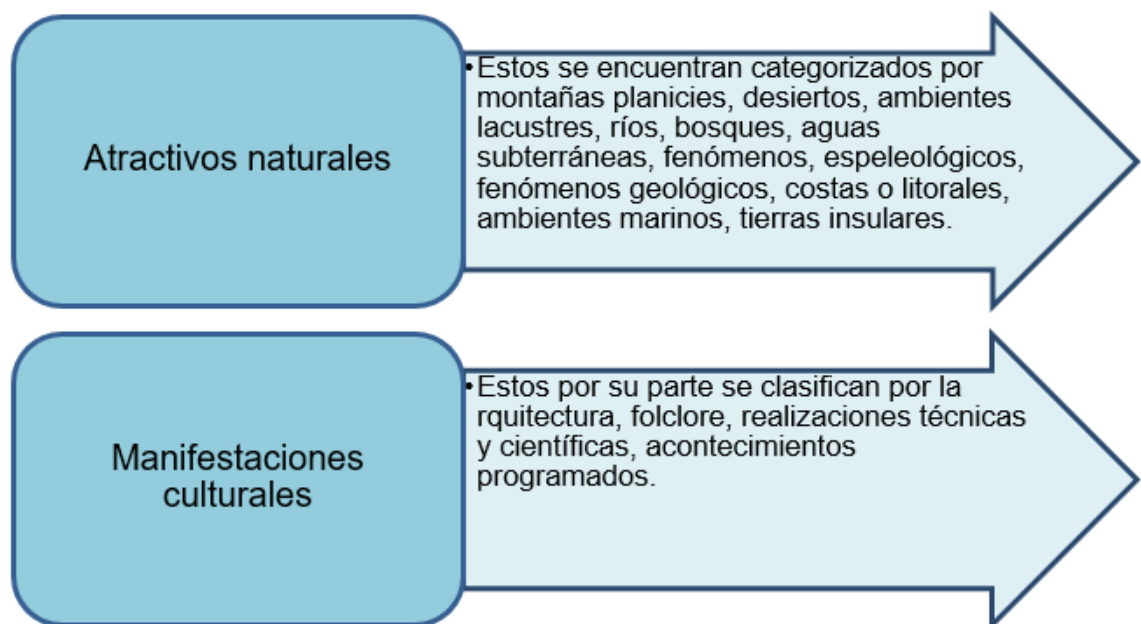 Atractivos naturales
•Estos se encuentran categorizados por
montañas planicies, desiertos, ambientes
lacustres, ríos, bosques, aguas
subterráneas, fenómenos, espeleológicos,
fenómenos geológicos, costas o litorales,
ambientes marinos, tierras insulares.
Manifestaciones
culturales
•Estos por su parte se clasifican por la
rquitectura, folclore, realizaciones técnicas
y científicas, acontecimientos
programados.